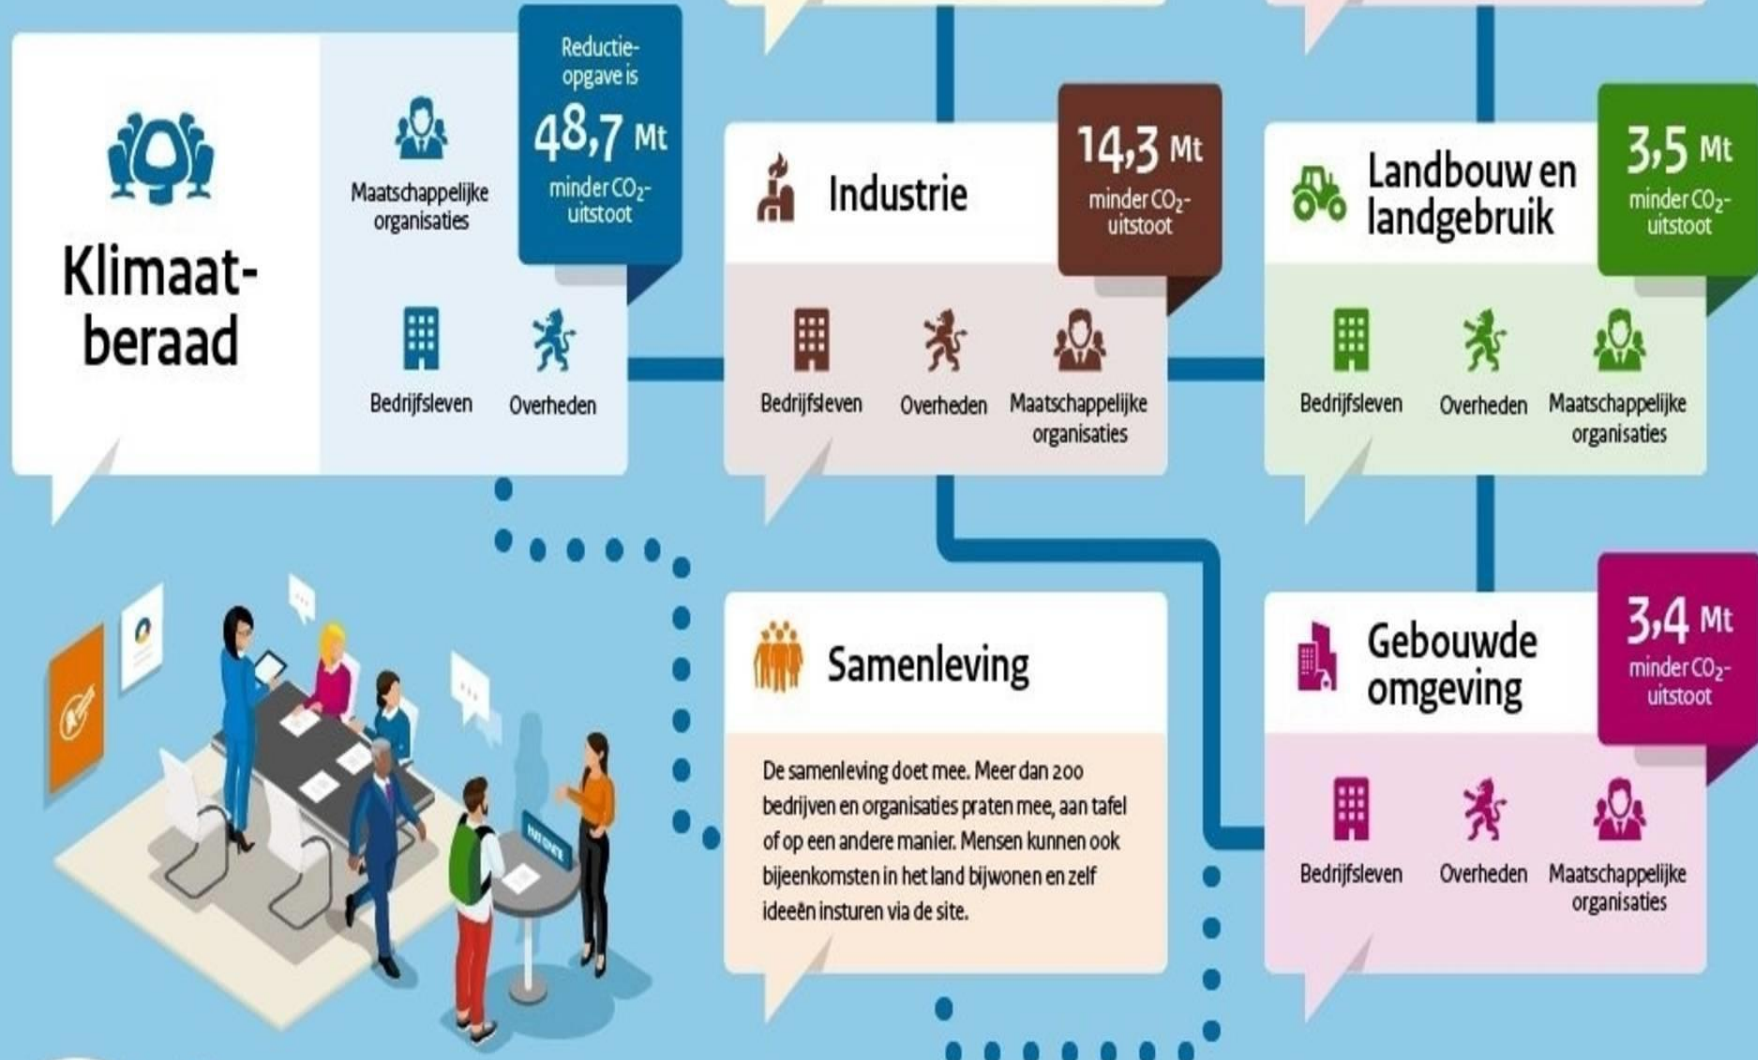 Klimaat-
beraad
Maatschappelijke
organisaties
Bedrijfsleven
Overheden
Reductie-
opgave is
48,7 Mt
minder CO₂-
uitstoot
Industrie
14,3 Mt
minder CO₂-
uitstoot
Bedrijfsleven
Overheden
Maatschappelijke
organisaties
Landbouw en
landgebruik
3,5 Mt
minder CO₂-
uitstoot
Bedrijfsleven
Overheden
Maatschappelijke
organisaties
Samenleving
De samenleving doet mee. Meer dan 200
bedrijven en organisaties praten mee, aan tafel
of op een andere manier. Mensen kunnen ook
bijeenkomsten in het land bijwonen en zelf
ideeën insturen via de site.
Gebouwde
omgeving
3,4 Mt
minder CO₂-
uitstoot
Bedrijfsleven
Overheden
Maatschappelijke
organisaties